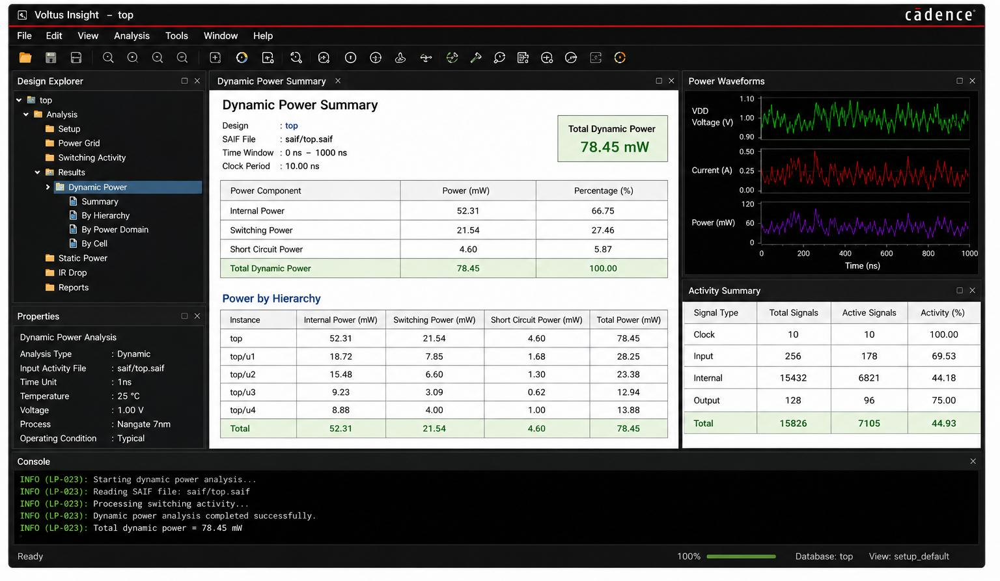 Voltus Insight – top
cādence
File Edit View Analysis Tools Window Help
Design Explorer
top
Analysis
Setup
Power Grid
Switching Activity
Results
Dynamic Power
Summary
By Hierarchy
By Power Domain
By Cell
Static Power
IR Drop
Reports
Properties
Dynamic Power Analysis
Analysis Type : Dynamic
Input Activity File : saif/top.saif
Time Unit : 1ns
Temperature : 25 °C
Voltage : 1.00 V
Process : Nangate 7nm
Operating Condition : Typical
Dynamic Power Summary
Dynamic Power Summary
Design : top
SAIF File : saif/top.saif
Time Window : 0 ns – 1000 ns
Clock Period : 10.00 ns
Total Dynamic Power
78.45 mW
Power Component Power (mW) Percentage (%)
Internal Power 52.31 66.75
Switching Power 21.54 27.46
Short Circuit Power 4.60 5.87
Total Dynamic Power 78.45 100.00
Power by Hierarchy
Instance Internal Power (mW) Switching Power (mW) Short Circuit Power (mW) Total Power (mW)
top 52.31 21.54 4.60 78.45
top/u1 18.72 7.85 1.68 28.25
top/u2 15.48 6.60 1.30 23.38
top/u3 9.23 3.09 0.62 12.94
top/u4 8.88 4.00 1.00 13.88
Total 52.31 21.54 4.60 78.45
Power Waveforms
VDD
Voltage (V)
1.10
1.00
0.90
Current (A)
0.50
0.25
0.00
Power (mW)
120
60
0
0 200 400 600 800 1000
Time (ns)
Activity Summary
Signal Type Total Signals Active Signals Activity (%)
Clock 10 10 100.00
Input 256 178 69.53
Internal 15432 6821 44.18
Output 128 96 75.00
Total 15826 7105 44.93
Console
INFO (LP-023): Starting dynamic power analysis...
INFO (LP-023): Reading SAIF file: saif/top.saif
INFO (LP-023): Processing switching activity...
INFO (LP-023): Dynamic power analysis completed successfully.
INFO (LP-023): Total dynamic power = 78.45 mW
Ready
100%
Database: top
View: setup_default